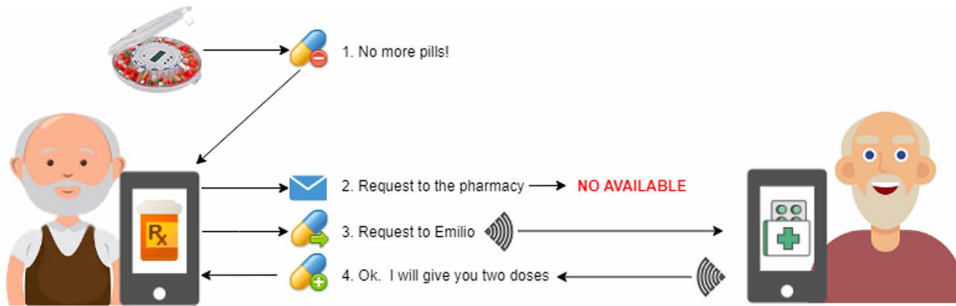 1. No more pills!
2. Request to the pharmacy NO AVAILABLE
3. Request to Emilio
4. Ok. I will give you two doses
Rx